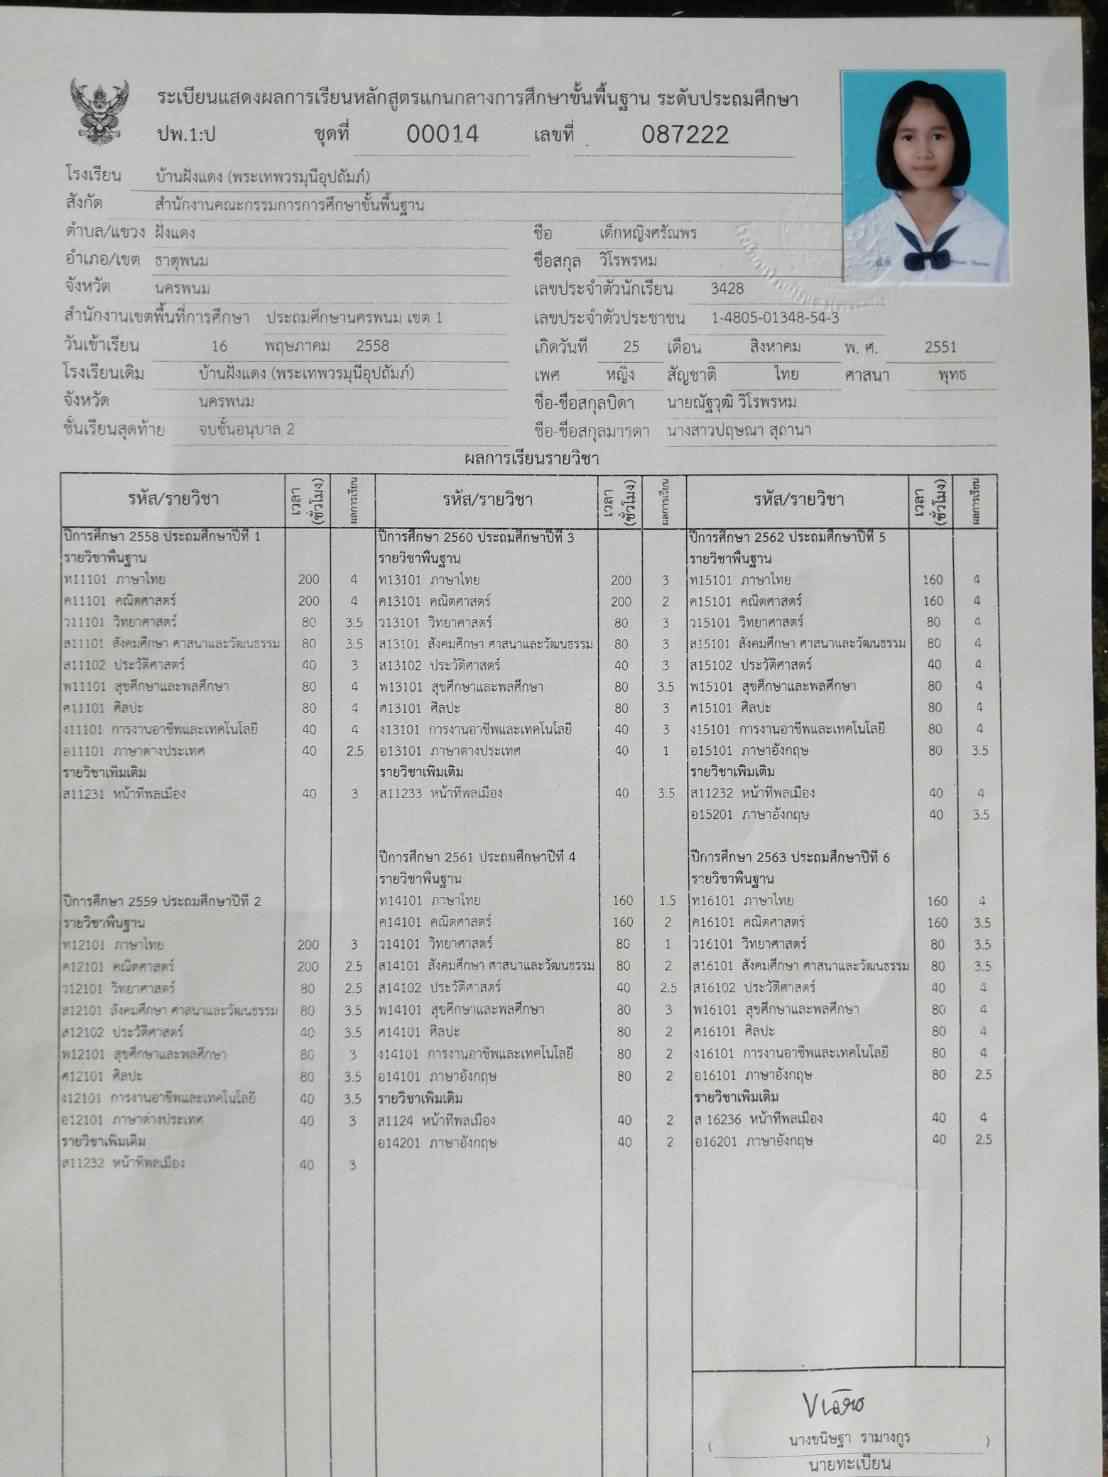 ระเบียนแสดงผลการเรียนหลักสูตรแกนกลางการศึกษาขั้นพื้นฐาน ระดับประถมศึกษา
ปพ.1:ป ชุดที่ 00014 เลขที่ 087222
โรงเรียน บ้านฝั่งแดง (พระเทพวรมุนีอุปถัมภ์)
สังกัด สำนักงานคณะกรรมการการศึกษาขั้นพื้นฐาน
ตำบล/แขวง ฝั่งแดง
อำเภอ/เขต ธาตุพนม
จังหวัด นครพนม
สำนักงานเขตพื้นที่การศึกษา ประถมศึกษานครพนม เขต 1
วันเข้าเรียน 16 พฤษภาคม 2558
โรงเรียนเดิม บ้านฝั่งแดง (พระเทพวรมุนีอุปถัมภ์)
จังหวัด นครพนม
ชั้นเรียนสุดท้าย จบชั้นอนุบาล 2
ชื่อ เด็กหญิงศรัณพร
ชื่อสกุล วิโรพรหม
เลขประจำตัวนักเรียน 3428
เลขประจำตัวประชาชน 1-4805-01348-54-3
เกิดวันที่ 25 เดือน สิงหาคม พ. ศ. 2551
เพศ หญิง สัญชาติ ไทย ศาสนา พุทธ
ชื่อ-ชื่อสกุลบิดา นายณัฐวุฒิ วิโรพรหม
ชื่อ-ชื่อสกุลมารดา นางสาวปฤษณา สุถานา
ผลการเรียนรายวิชา
รหัส/รายวิชา เวลา (ชั่วโมง) ผลการเรียน
ปีการศึกษา 2558 ประถมศึกษาปีที่ 1
รายวิชาพื้นฐาน
ท11101 ภาษาไทย 200 4
ค11101 คณิตศาสตร์ 200 4
ว11101 วิทยาศาสตร์ 80 3.5
ส11101 สังคมศึกษา ศาสนาและวัฒนธรรม 80 3.5
ส11102 ประวัติศาสตร์ 40 3
พ11101 สุขศึกษาและพลศึกษา 80 4
ศ11101 ศิลปะ 80 4
ง11101 การงานอาชีพและเทคโนโลยี 40 4
อ11101 ภาษาต่างประเทศ 40 2.5
รายวิชาเพิ่มเติม
ส11231 หน้าที่พลเมือง 40 3
ปีการศึกษา 2559 ประถมศึกษาปีที่ 2
รายวิชาพื้นฐาน
ท12101 ภาษาไทย 200 3
ค12101 คณิตศาสตร์ 200 2.5
ว12101 วิทยาศาสตร์ 80 2.5
ส12101 สังคมศึกษา ศาสนาและวัฒนธรรม 80 3.5
ส12102 ประวัติศาสตร์ 40 3.5
พ12101 สุขศึกษาและพลศึกษา 80 3
ศ12101 ศิลปะ 80 3.5
ง12101 การงานอาชีพและเทคโนโลยี 40 3.5
อ12101 ภาษาต่างประเทศ 40 3
รายวิชาเพิ่มเติม
ส11232 หน้าที่พลเมือง 40 3
รหัส/รายวิชา เวลา (ชั่วโมง) ผลการเรียน
ปีการศึกษา 2560 ประถมศึกษาปีที่ 3
รายวิชาพื้นฐาน
ท13101 ภาษาไทย 200 3
ค13101 คณิตศาสตร์ 200 2
ว13101 วิทยาศาสตร์ 80 3
ส13101 สังคมศึกษา ศาสนาและวัฒนธรรม 80 3
ส13102 ประวัติศาสตร์ 40 3
พ13101 สุขศึกษาและพลศึกษา 80 3.5
ศ13101 ศิลปะ 80 3
ง13101 การงานอาชีพและเทคโนโลยี 40 3
อ13101 ภาษาต่างประเทศ 40 1
รายวิชาเพิ่มเติม
ส11233 หน้าที่พลเมือง 40 3.5
ปีการศึกษา 2561 ประถมศึกษาปีที่ 4
รายวิชาพื้นฐาน
ท14101 ภาษาไทย 160 1.5
ค14101 คณิตศาสตร์ 160 2
ว14101 วิทยาศาสตร์ 80 1
ส14101 สังคมศึกษา ศาสนาและวัฒนธรรม 80 2
ส14102 ประวัติศาสตร์ 40 2.5
พ14101 สุขศึกษาและพลศึกษา 80 3
ศ14101 ศิลปะ 80 2
ง14101 การงานอาชีพและเทคโนโลยี 80 2
อ14101 ภาษาอังกฤษ 80 2
รายวิชาเพิ่มเติม
ส1124 หน้าที่พลเมือง 40 2
อ14201 ภาษาอังกฤษ 40 2
รหัส/รายวิชา เวลา (ชั่วโมง) ผลการเรียน
ปีการศึกษา 2562 ประถมศึกษาปีที่ 5
รายวิชาพื้นฐาน
ท15101 ภาษาไทย 160 4
ค15101 คณิตศาสตร์ 160 4
ว15101 วิทยาศาสตร์ 80 4
ส15101 สังคมศึกษา ศาสนาและวัฒนธรรม 80 4
ส15102 ประวัติศาสตร์ 40 4
พ15101 สุขศึกษาและพลศึกษา 80 4
ศ15101 ศิลปะ 80 4
ง15101 การงานอาชีพและเทคโนโลยี 80 4
อ15101 ภาษาอังกฤษ 80 3.5
รายวิชาเพิ่มเติม
ส11232 หน้าที่พลเมือง 40 4
อ15201 ภาษาอังกฤษ 40 3.5
ปีการศึกษา 2563 ประถมศึกษาปีที่ 6
รายวิชาพื้นฐาน
ท16101 ภาษาไทย 160 4
ค16101 คณิตศาสตร์ 160 3.5
ว16101 วิทยาศาสตร์ 80 3.5
ส16101 สังคมศึกษา ศาสนาและวัฒนธรรม 80 3.5
ส16102 ประวัติศาสตร์ 40 4
พ16101 สุขศึกษาและพลศึกษา 80 4
ศ16101 ศิลปะ 80 4
ง16101 การงานอาชีพและเทคโนโลยี 80 4
อ16101 ภาษาอังกฤษ 80 2.5
รายวิชาเพิ่มเติม
ส 16236 หน้าที่พลเมือง 40 4
อ16201 ภาษาอังกฤษ 40 2.5
( นางขนิษฐา รามางกูร )
นายทะเบียน